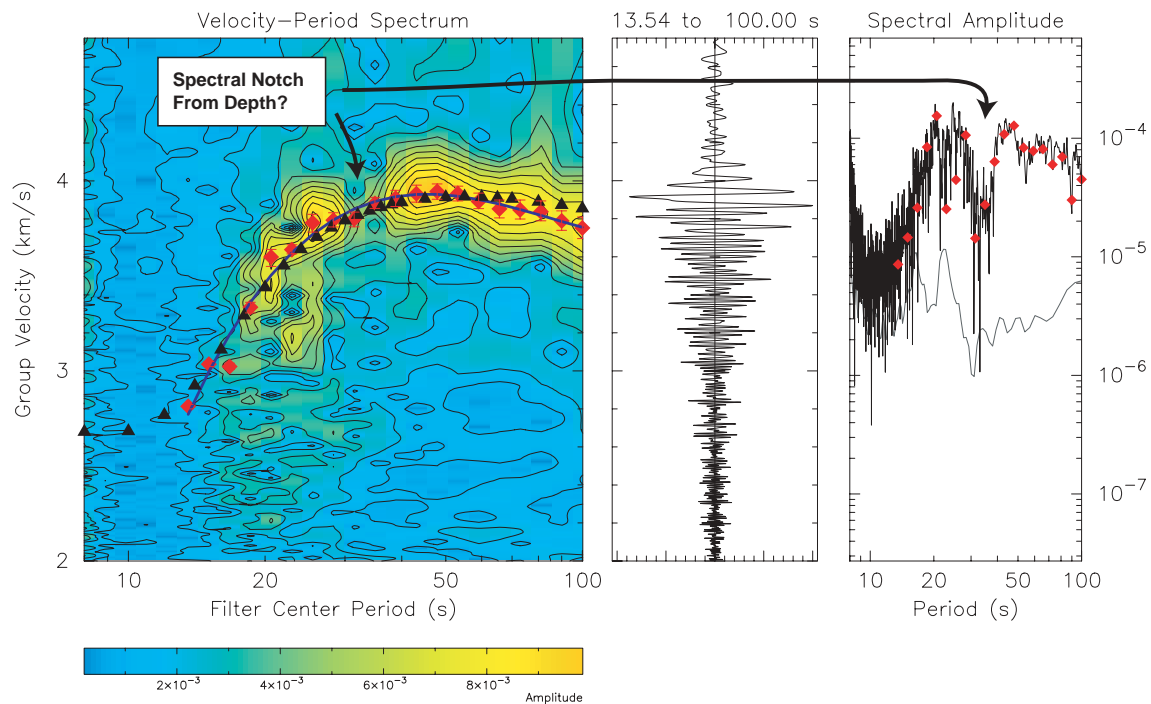 Velocity–Period Spectrum
13.54 to 100.00 s
Spectral Amplitude
Spectral Notch
From Depth?
Group Velocity (km/s)
4
3
2
10
20
50
100
Filter Center Period (s)
10
20
50
100
Period (s)
10⁻⁴
10⁻⁵
10⁻⁶
10⁻⁷
2×10⁻³
4×10⁻³
6×10⁻³
8×10⁻³
Amplitude